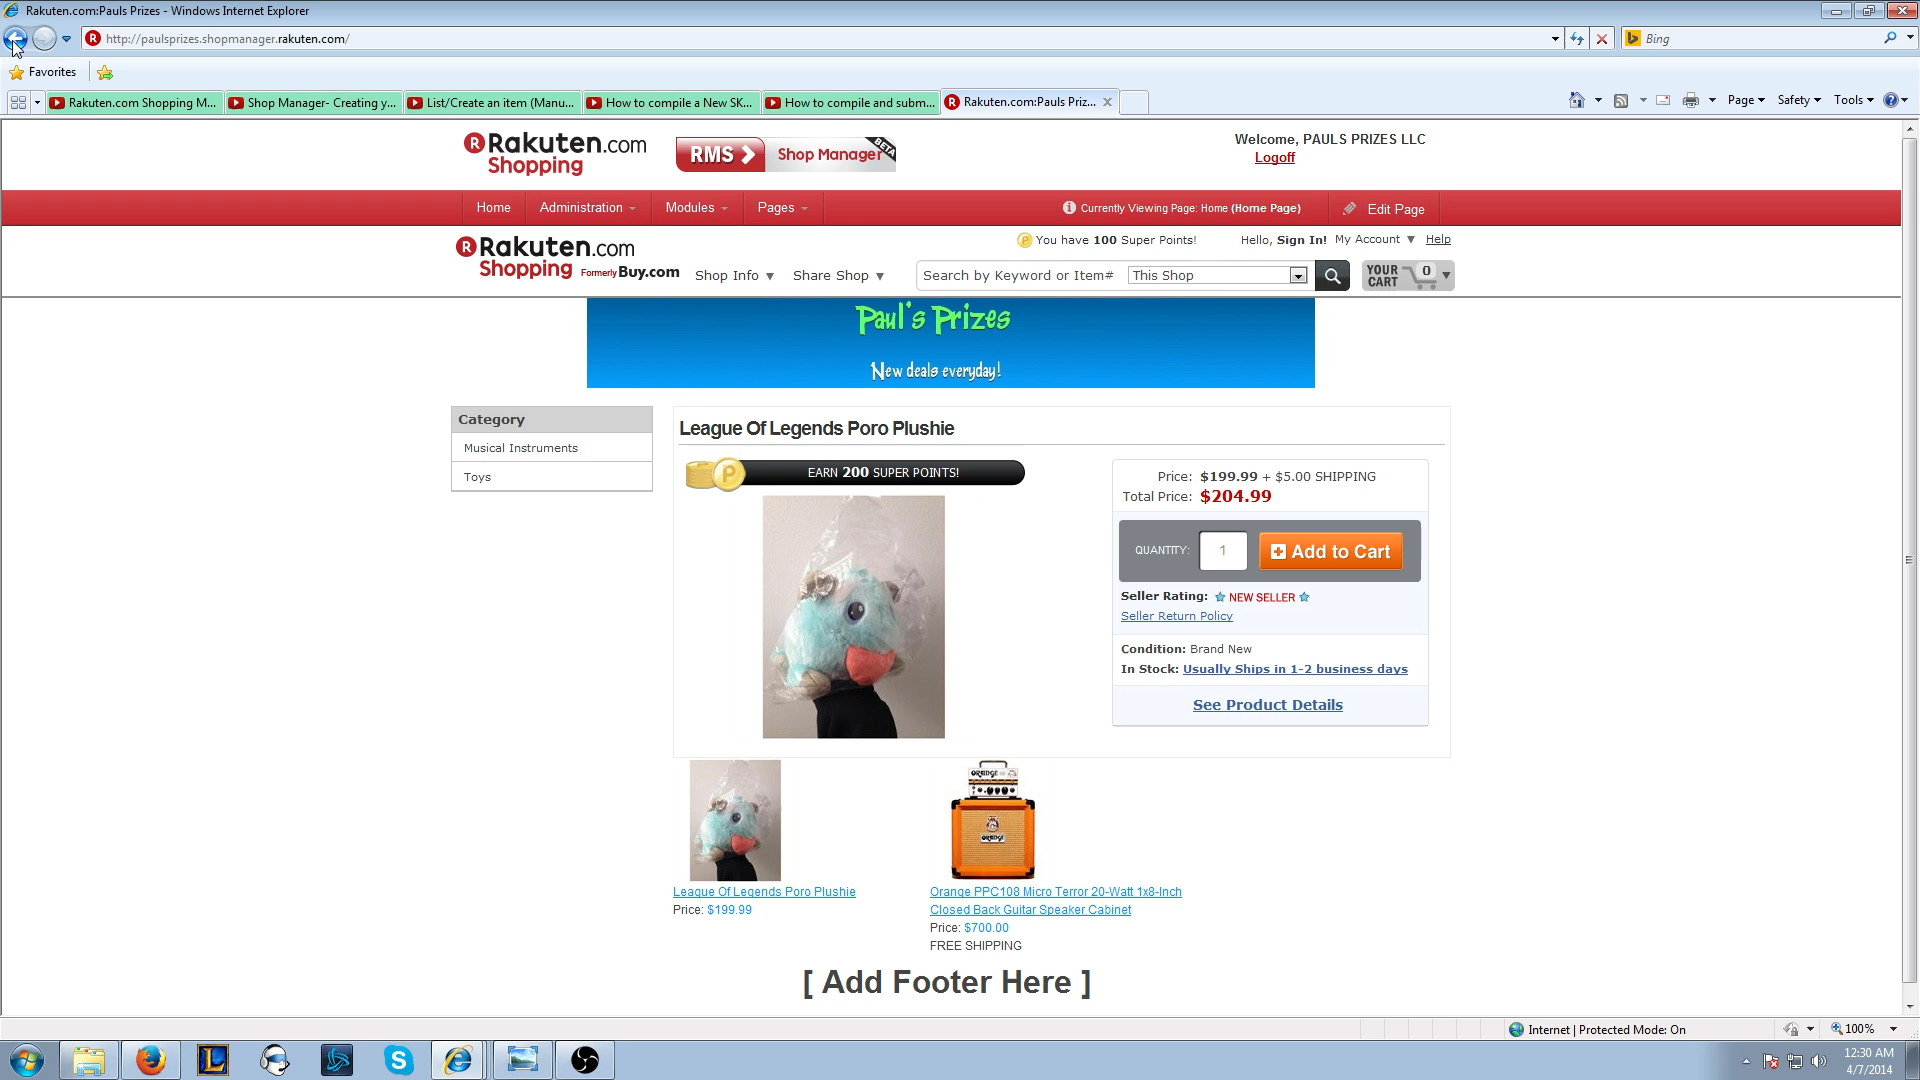 Rakuten.com:Pauls Prizes - Windows Internet Explorer
http://paulsprizes.shopmanager.rakuten.com/
Bing
Favorites
Rakuten.com Shopping M...
Shop Manager- Creating y...
List/Create an item (Manu...
How to compile a New SK...
How to compile and subm...
Rakuten.com:Pauls Priz...
Page
Safety
Tools
Rakuten.com
Shopping
RMS
Shop Manager
BETA
Welcome, PAULS PRIZES LLC
Logoff
Home
Administration
Modules
Pages
Currently Viewing Page: Home (Home Page)
Edit Page
Rakuten.com
Shopping Formerly Buy.com
Shop Info
Share Shop
You have 100 Super Points!
Hello, Sign In!
My Account
Help
Search by Keyword or Item#
This Shop
YOUR CART
0
Paul's Prizes
New deals everyday!
Category
Musical Instruments
Toys
League Of Legends Poro Plushie
EARN 200 SUPER POINTS!
Price: $199.99 + $5.00 SHIPPING
Total Price: $204.99
QUANTITY: 1
Add to Cart
Seller Rating: NEW SELLER
Seller Return Policy
Condition: Brand New
In Stock: Usually Ships in 1-2 business days
See Product Details
League Of Legends Poro Plushie
Price: $199.99
ORANGE
ORANGE
Orange PPC108 Micro Terror 20-Watt 1x8-Inch
Closed Back Guitar Speaker Cabinet
Price: $700.00
FREE SHIPPING
[ Add Footer Here ]
Internet | Protected Mode: On
100%
12:30 AM
4/7/2014